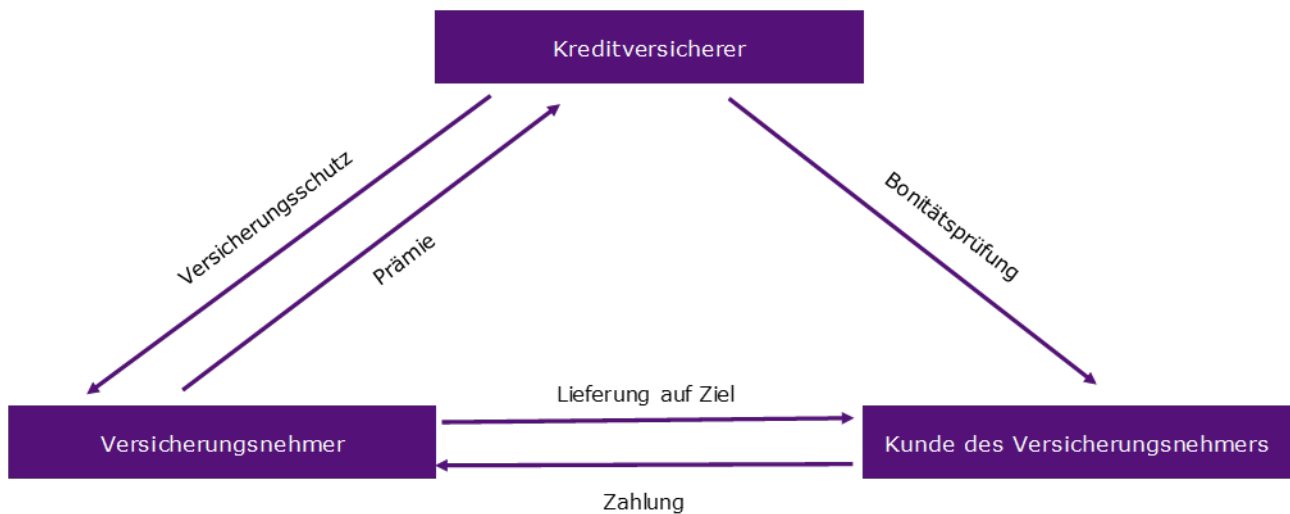 Kreditversicherer
Versicherungsschutz
Prämie
Bonitätsprüfung
Lieferung auf Ziel
Versicherungsnehmer
Kunde des Versicherungsnehmers
Zahlung